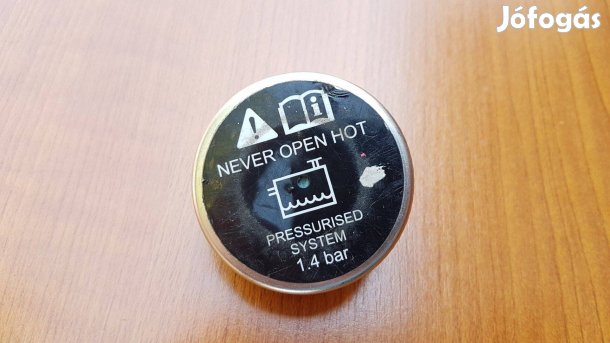 Jófogás
i
NEVER OPEN HOT
PRESSURISED
SYSTEM
1.4 bar